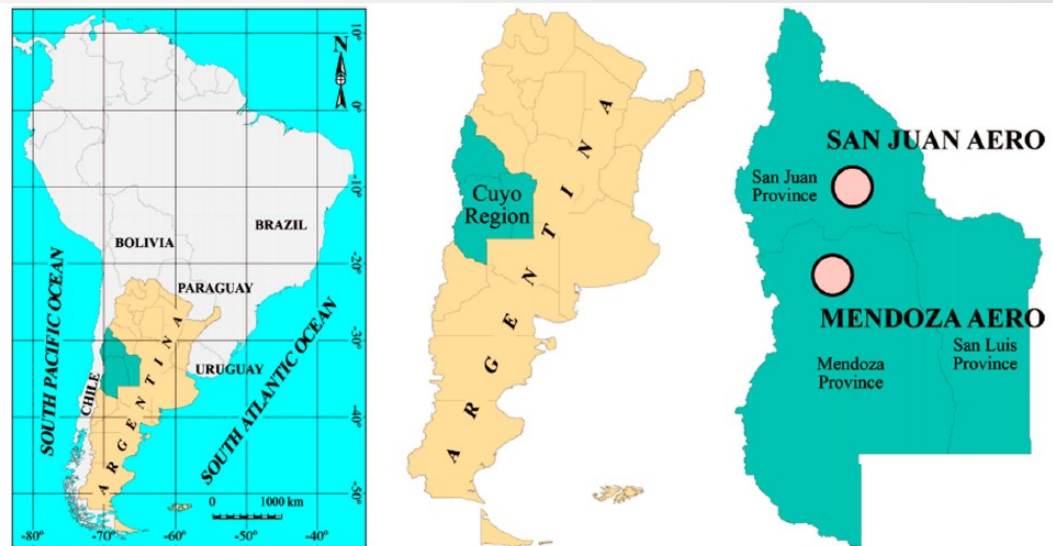 N
10°
0°
-10°
-20°
-30°
-40°
-50°
BRAZIL
BOLIVIA
PARAGUAY
URUGUAY
CHILE
ARGENTINA
SOUTH PACIFIC OCEAN
SOUTH ATLANTIC OCEAN
0 1000 km
-80° -70° -60° -50° -40°
Cuyo
Region
ARGENTINA
SAN JUAN AERO
San Juan
Province
MENDOZA AERO
Mendoza
Province
San Luis
Province